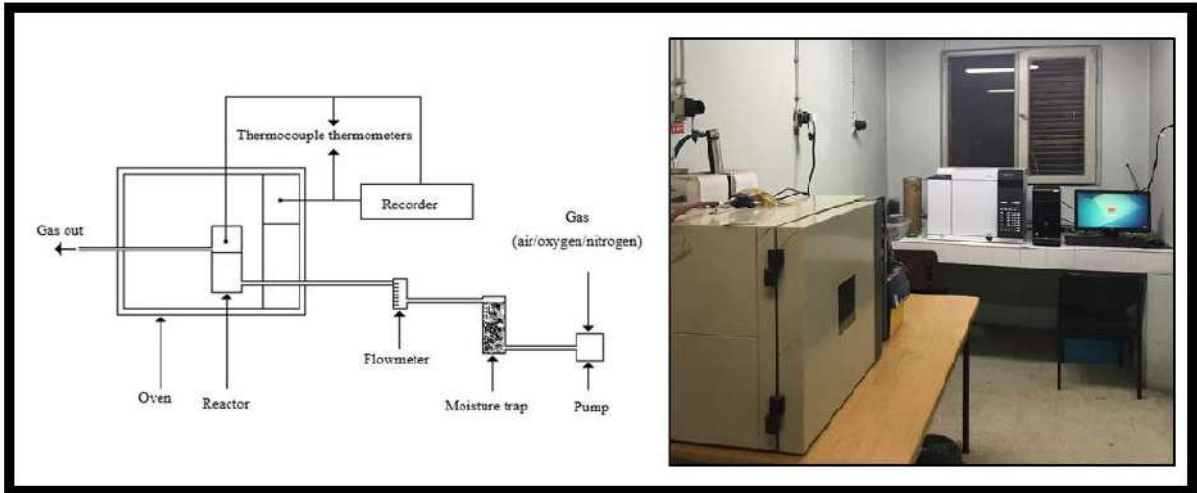 Thermocouple thermometers
Recorder
Gas
(air/oxygen/nitrogen)
Gas out
Flowmeter
Oven
Reactor
Moisture trap
Pump